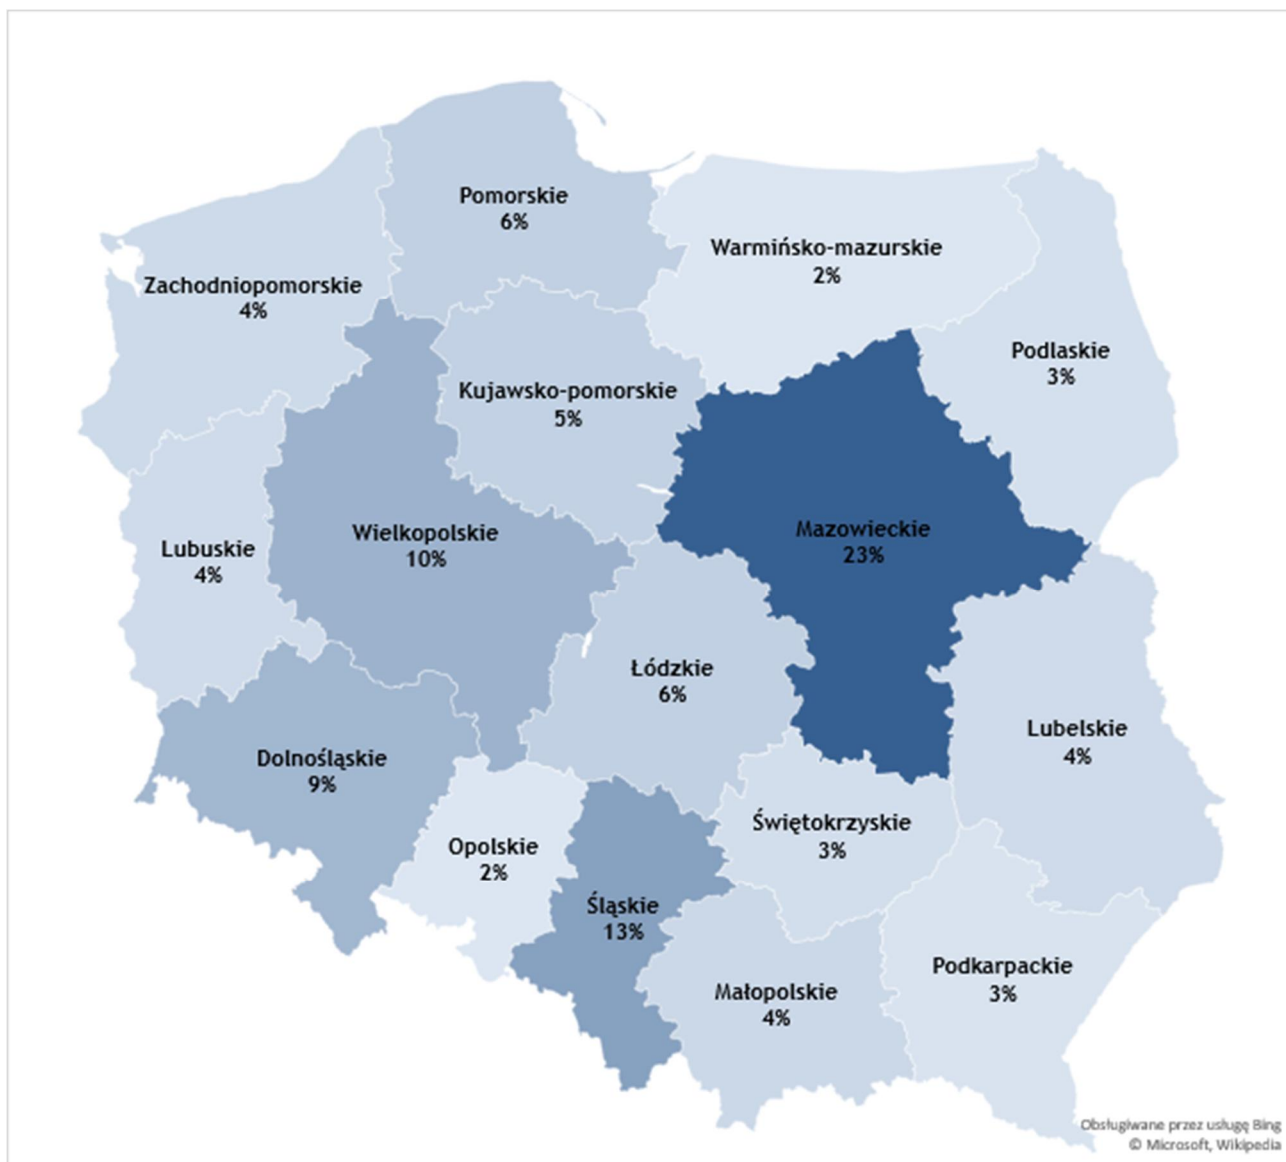 Pomorskie
6%
Warmińsko-mazurskie
2%
Zachodniopomorskie
4%
Podlaskie
3%
Kujawsko-pomorskie
5%
Mazowieckie
23%
Wielkopolskie
10%
Lubuskie
4%
Łódzkie
6%
Lubelskie
4%
Dolnośląskie
9%
Świętokrzyskie
3%
Opolskie
2%
Śląskie
13%
Podkarpackie
3%
Małopolskie
4%
Obsługiwane przez usługę Bing
© Microsoft, Wikipedia